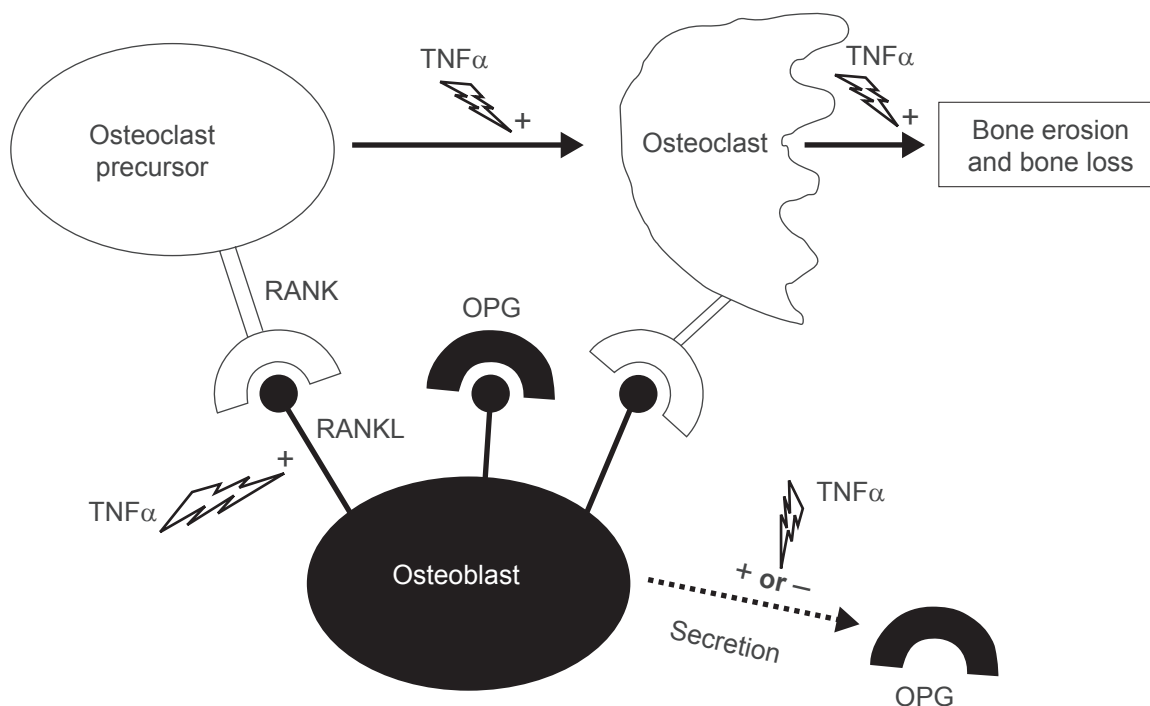 TNFα
+
TNFα
+
Osteoclast
precursor
Osteoclast
Bone erosion
and bone loss
RANK
OPG
RANKL
+
TNFα
TNFα
+ or –
Osteoblast
Secretion
OPG